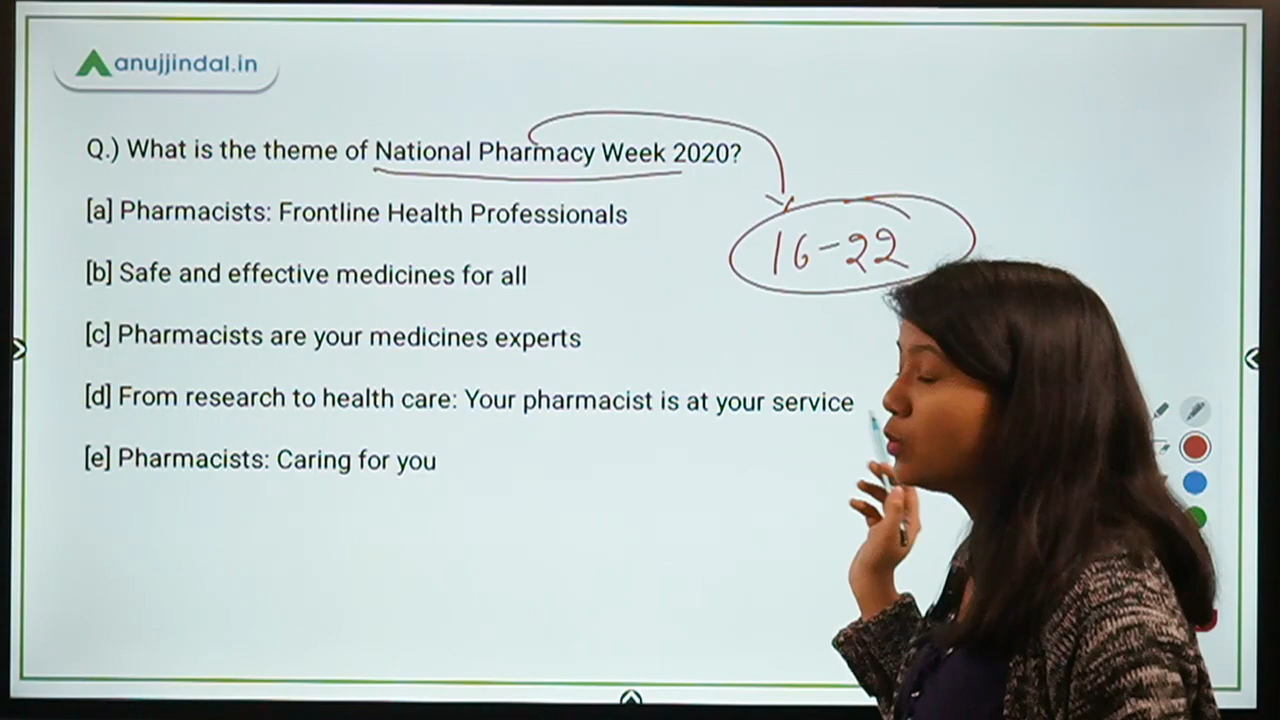 anujjindal.in
Q.) What is the theme of National Pharmacy Week 2020?
[a] Pharmacists: Frontline Health Professionals
16-22
[b] Safe and effective medicines for all
[c] Pharmacists are your medicines experts
[d] From research to health care: Your pharmacist is at your service
[e] Pharmacists: Caring for you